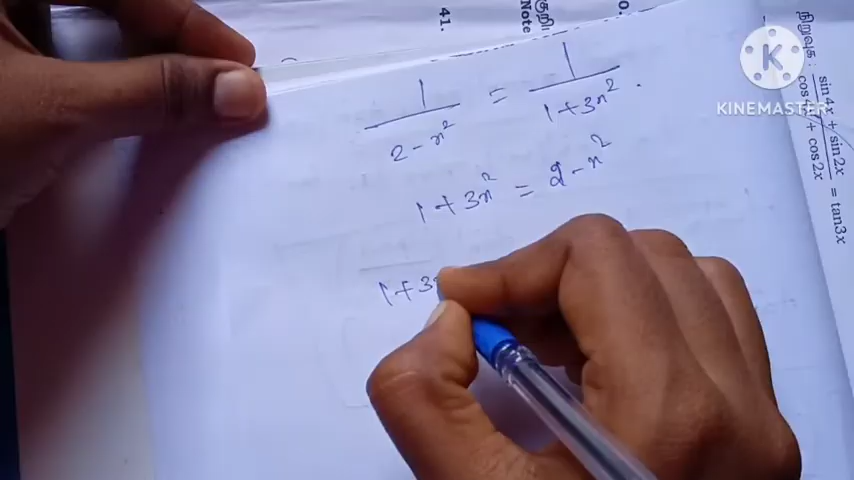 குறிப்பு
Note
41.
0.
1/(2-x²) = 1/(1+3x²).
1+3x² = 2-x²
1+3
K
KINEMASTER
நிறுவுக : (sin4x + sin2x)/(cos4x + cos2x) = tan3x